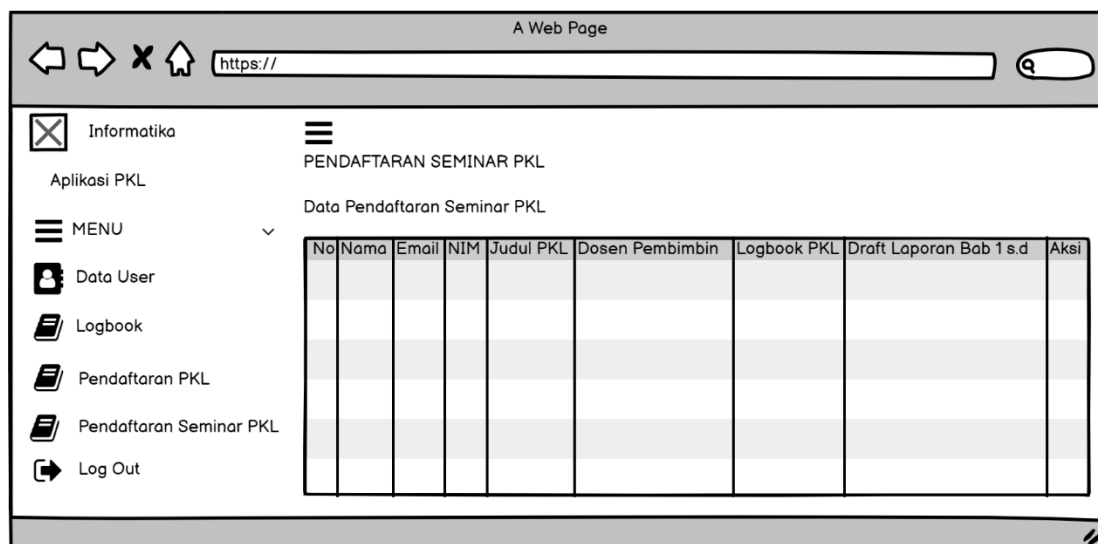 A Web Page
https://
Informatika
Aplikasi PKL
MENU
Data User
Logbook
Pendaftaran PKL
Pendaftaran Seminar PKL
Log Out
PENDAFTARAN SEMINAR PKL
Data Pendaftaran Seminar PKL
No Nama Email NIM Judul PKL Dosen Pembimbin Logbook PKL Draft Laporan Bab 1 s.d Aksi